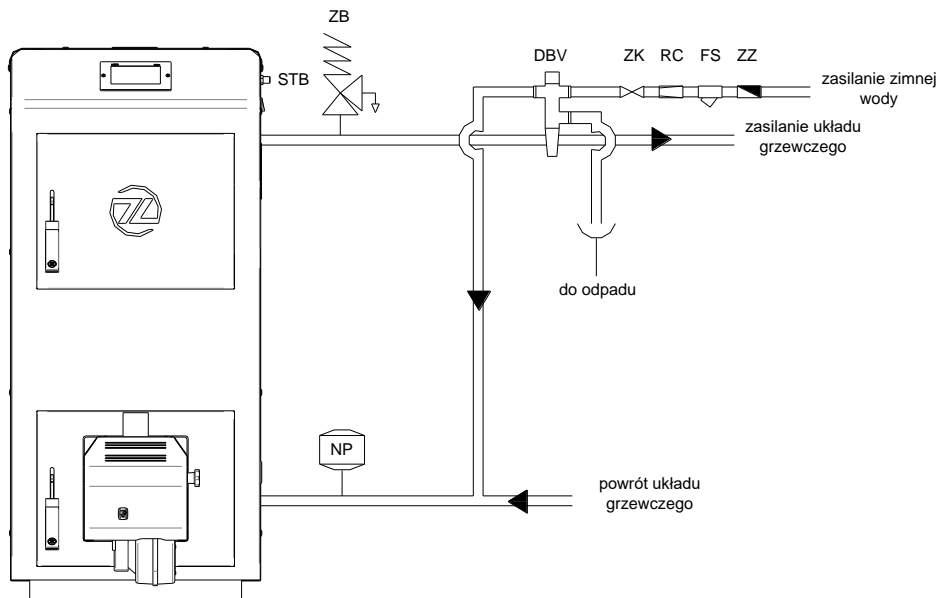 ZB
STB
DBV
ZK
RC
FS
ZZ
zasilanie zimnej
wody
zasilanie układu
grzewczego
do odpadu
NP
powrót układu
grzewczego